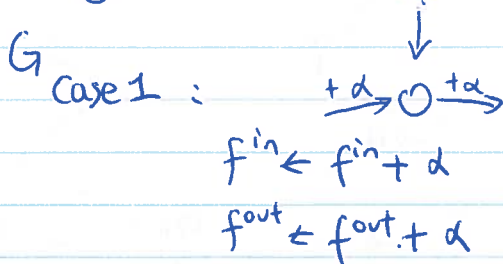 G
Case 1 :
+α +α
f^in ← f^in + α
f^out ← f^out + α